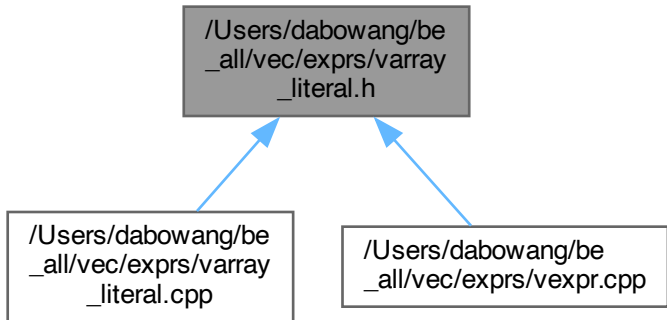 /Users/dabowang/be
_all/vec/exprs/varray
_literal.h
/Users/dabowang/be
_all/vec/exprs/varray
_literal.cpp
/Users/dabowang/be
_all/vec/exprs/vexpr.cpp